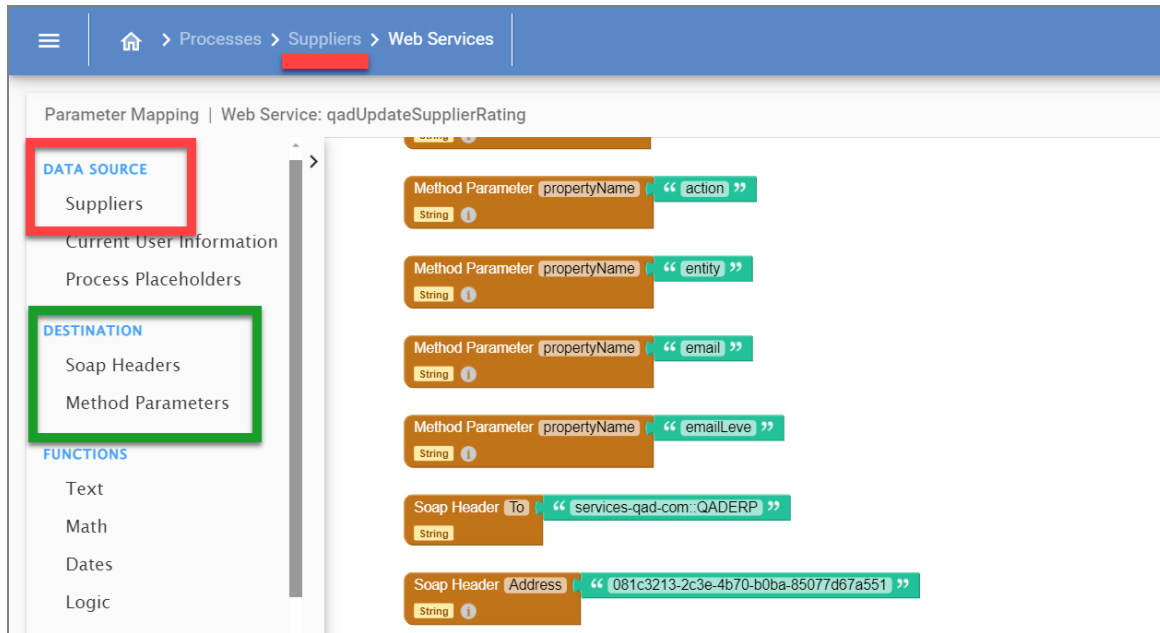 Processes > Suppliers > Web Services
Parameter Mapping | Web Service: qadUpdateSupplierRating
DATA SOURCE
Suppliers
Current User Information
Process Placeholders
DESTINATION
Soap Headers
Method Parameters
FUNCTIONS
Text
Math
Dates
Logic
String i
Method Parameter propertyName “ action ”
String i
Method Parameter propertyName “ entity ”
String i
Method Parameter propertyName “ email ”
String i
Method Parameter propertyName “ emailLeve ”
String i
Soap Header To “ services-qad-com::QADERP ”
String
Soap Header Address “ 081c3213-2c3e-4b70-b0ba-85077d67a551 ”
String i